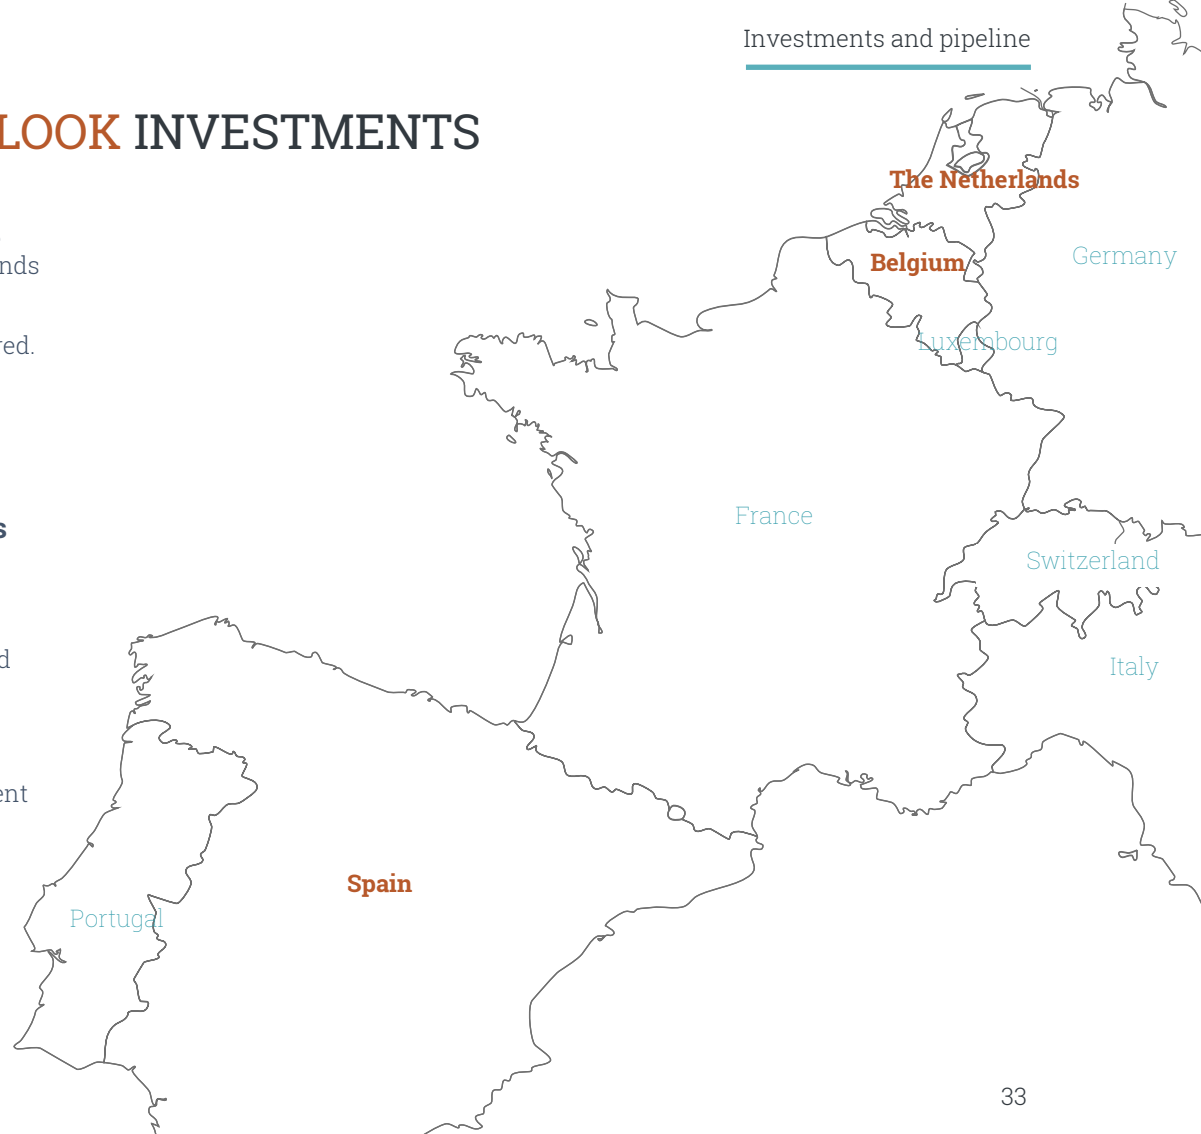 Investments and pipeline
LOOK INVESTMENTS
nds
red.
s
d
ent
The Netherlands
Belgium
Germany
Luxembourg
France
Switzerland
Italy
Spain
Portugal
33